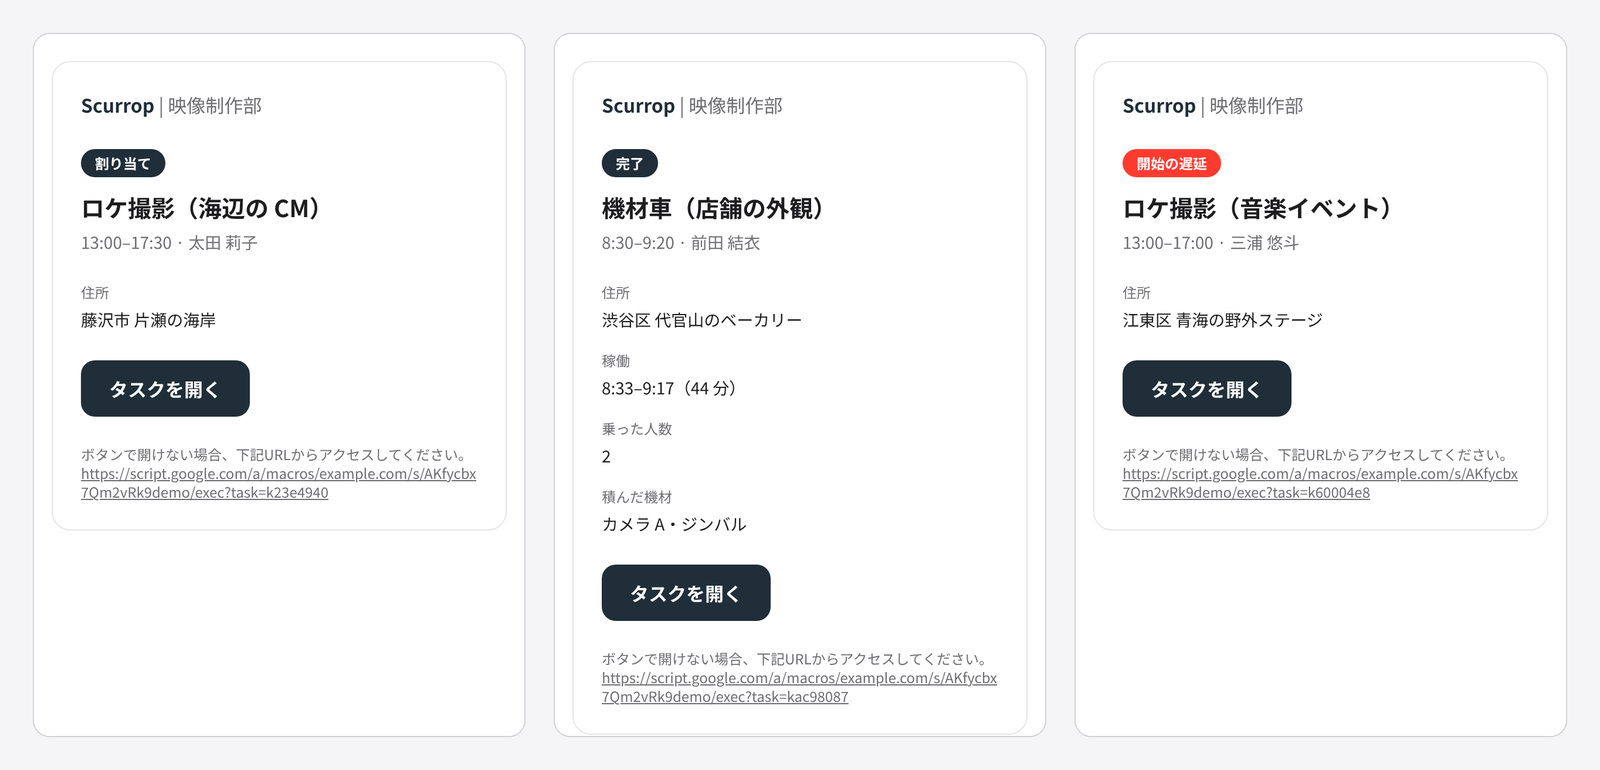 Scurrop | 映像制作部
割り当て
ロケ撮影（海辺の CM）
13:00–17:30 · 太田 莉子
住所
藤沢市 片瀬の海岸
タスクを開く
ボタンで開けない場合、下記URLからアクセスしてください。
https://script.google.com/a/macros/example.com/s/AKfycbx
7Qm2vRk9demo/exec?task=k23e4940
Scurrop | 映像制作部
完了
機材車（店舗の外観）
8:30–9:20 · 前田 結衣
住所
渋谷区 代官山のベーカリー
稼働
8:33–9:17（44 分）
乗った人数
2
積んだ機材
カメラ A・ジンバル
タスクを開く
ボタンで開けない場合、下記URLからアクセスしてください。
https://script.google.com/a/macros/example.com/s/AKfycbx
7Qm2vRk9demo/exec?task=kac98087
Scurrop | 映像制作部
開始の遅延
ロケ撮影（音楽イベント）
13:00–17:00 · 三浦 悠斗
住所
江東区 青海の野外ステージ
タスクを開く
ボタンで開けない場合、下記URLからアクセスしてください。
https://script.google.com/a/macros/example.com/s/AKfycbx
7Qm2vRk9demo/exec?task=k60004e8